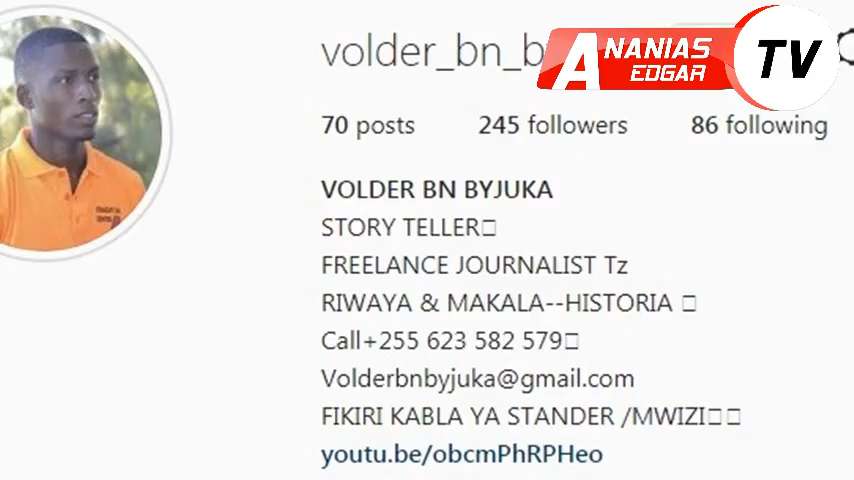 volder_bn_b
ANANIAS
EDGAR
TV
70 posts 245 followers 86 following
VOLDER BN BYJUKA
STORY TELLER
FREELANCE JOURNALIST Tz
RIWAYA & MAKALA--HISTORIA
Call+255 623 582 579
Volderbnbyjuka@gmail.com
FIKIRI KABLA YA STANDER /MWIZI
youtu.be/obcmPhRPHeo